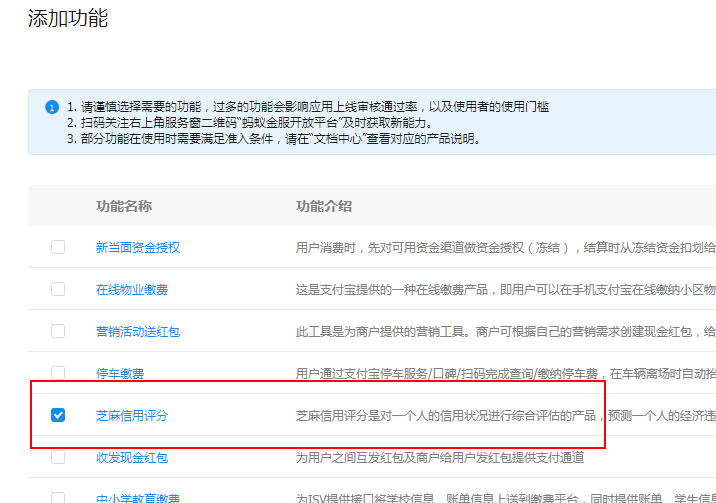 添加功能
1. 请谨慎选择需要的功能，过多的功能会影响应用上线审核通过率，以及使用者的使用门槛
2. 扫码关注右上角服务窗二维码“蚂蚁金服开放平台”及时获取新能力。
3. 部分功能在使用时需要满足准入条件，请在“文档中心”查看对应的产品说明。
功能名称 功能介绍
新当面资金授权 用户消费时，先对可用资金渠道做资金授权（冻结），结算时从冻结资金扣划给
在线物业缴费 这是支付宝提供的一种在线缴费产品，即用户可以在手机支付宝在线缴纳小区物
营销活动送红包 此工具是为商户提供的营销工具。商户可根据自己的营销需求创建现金红包，给
停车缴费 用户通过支付宝停车服务/口碑/扫码完成查询/缴纳停车费，在车辆离场时自动抬
芝麻信用评分 芝麻信用评分是对一个人的信用状况进行综合评估的产品，预测一个人的经济违
收发现金红包 为用户之间互发红包及商户给用户发红包提供支付通道
中小学教育缴费 为ISV提供接口将学校信息、账单信息上送到缴费平台，同时提供账单、学生信息